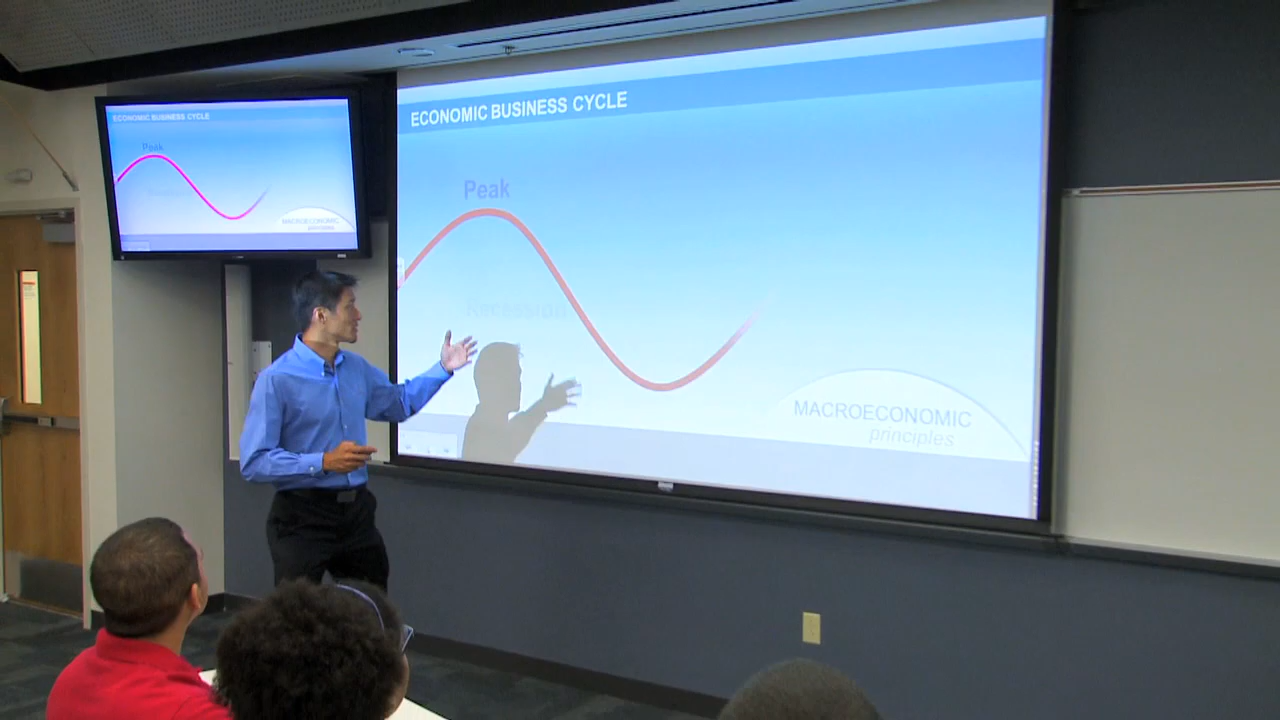 ECONOMIC BUSINESS CYCLE
Peak
MACROECONOMIC
principles
ECONOMIC BUSINESS CYCLE
Peak
Recession
MACROECONOMIC
principles